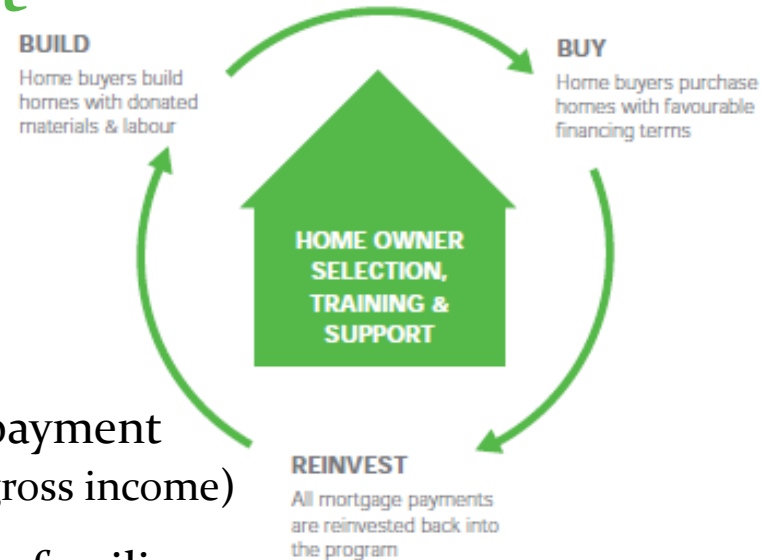 BUILD
Home buyers build
homes with donated
materials & labour
BUY
Home buyers purchase
homes with favourable
financing terms
HOME OWNER
SELECTION,
TRAINING &
SUPPORT
payment
gross income)
REINVEST
All mortgage payments
are reinvested back into
the program